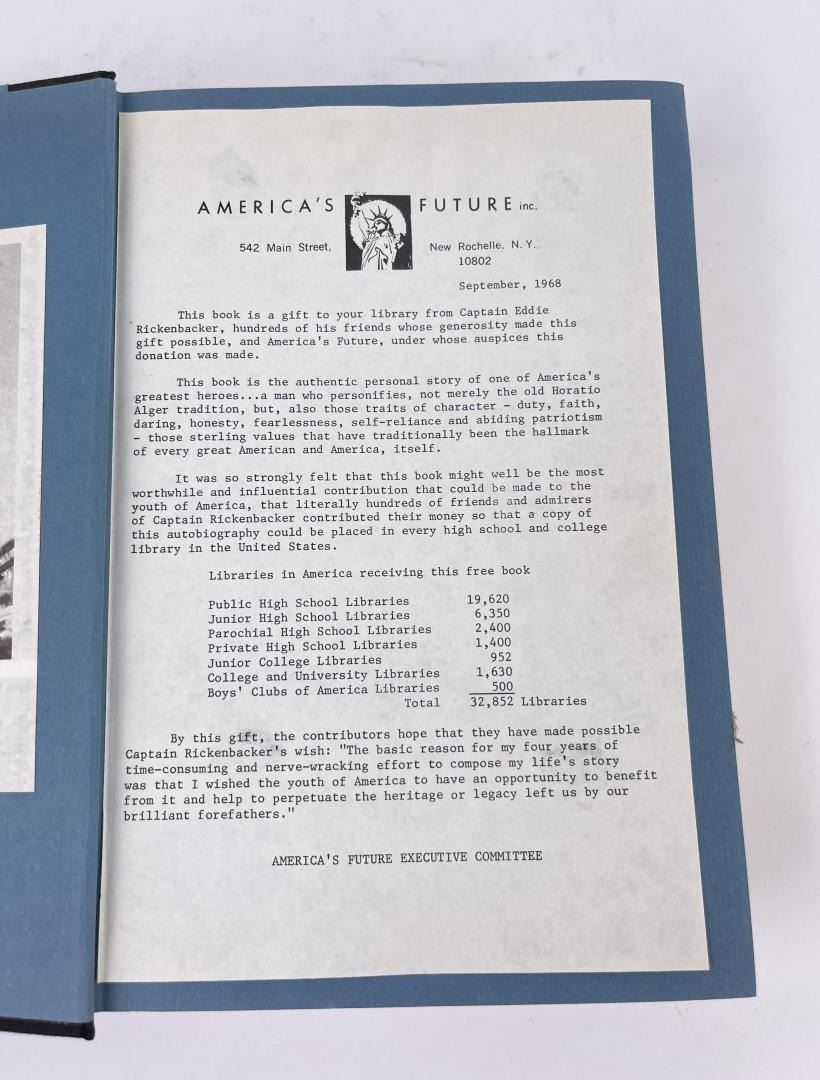 AMERICA'S FUTURE inc.
542 Main Street, New Rochelle, N. Y..
10802
September, 1968
This book is a gift to your library from Captain Eddie
Rickenbacker, hundreds of his friends whose generosity made this
gift possible, and America's Future, under whose auspices this
donation was made.
This book is the authentic personal story of one of America's
greatest heroes...a man who personifies, not merely the old Horatio
Alger tradition, but, also those traits of character - duty, faith,
daring, honesty, fearlessness, self-reliance and abiding patriotism
- those sterling values that have traditionally been the hallmark
of every great American and America, itself.
It was so strongly felt that this book might well be the most
worthwhile and influential contribution that could be made to the
youth of America, that literally hundreds of friends and admirers
of Captain Rickenbacker contributed their money so that a copy of
this autobiography could be placed in every high school and college
library in the United States.
Libraries in America receiving this free book
Public High School Libraries 19,620
Junior High School Libraries 6,350
Parochial High School Libraries 2,400
Private High School Libraries 1,400
Junior College Libraries 952
College and University Libraries 1,630
Boys' Clubs of America Libraries 500
Total 32,852 Libraries
By this gift, the contributors hope that they have made possible
Captain Rickenbacker's wish: "The basic reason for my four years of
time-consuming and nerve-wracking effort to compose my life's story
was that I wished the youth of America to have an opportunity to benefit
from it and help to perpetuate the heritage or legacy left us by our
brilliant forefathers."
AMERICA'S FUTURE EXECUTIVE COMMITTEE